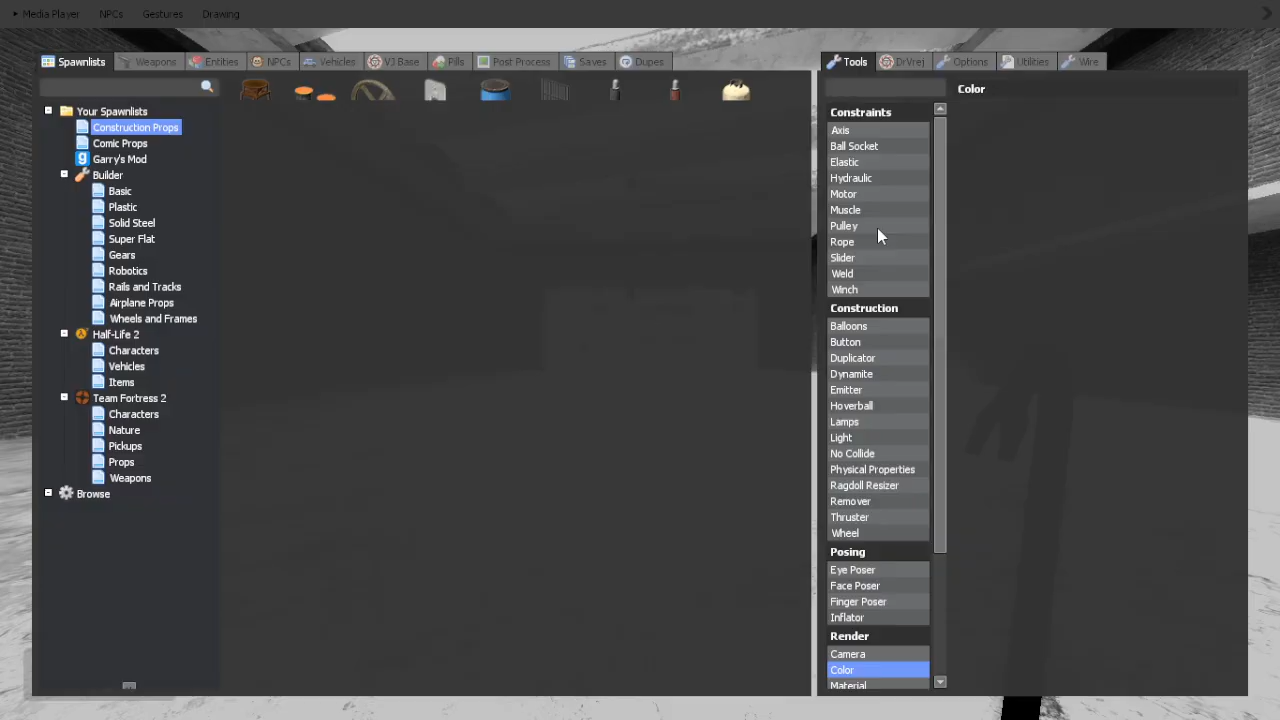 Media Player NPCs Gestures Drawing
Spawnlists Weapons Entities NPCs Vehicles VJ Base Pills Post Process Saves Dupes
Your Spawnlists
Construction Props
Comic Props
g Garry's Mod
Builder
Basic
Plastic
Solid Steel
Super Flat
Gears
Robotics
Rails and Tracks
Airplane Props
Wheels and Frames
Half-Life 2
Characters
Vehicles
Items
Team Fortress 2
Characters
Nature
Pickups
Props
Weapons
Browse
Tools DrVrej Options Utilities Wire
Constraints
Axis
Ball Socket
Elastic
Hydraulic
Motor
Muscle
Pulley
Rope
Slider
Weld
Winch
Construction
Balloons
Button
Duplicator
Dynamite
Emitter
Hoverball
Lamps
Light
No Collide
Physical Properties
Ragdoll Resizer
Remover
Thruster
Wheel
Posing
Eye Poser
Face Poser
Finger Poser
Inflator
Render
Camera
Color
Material
Color